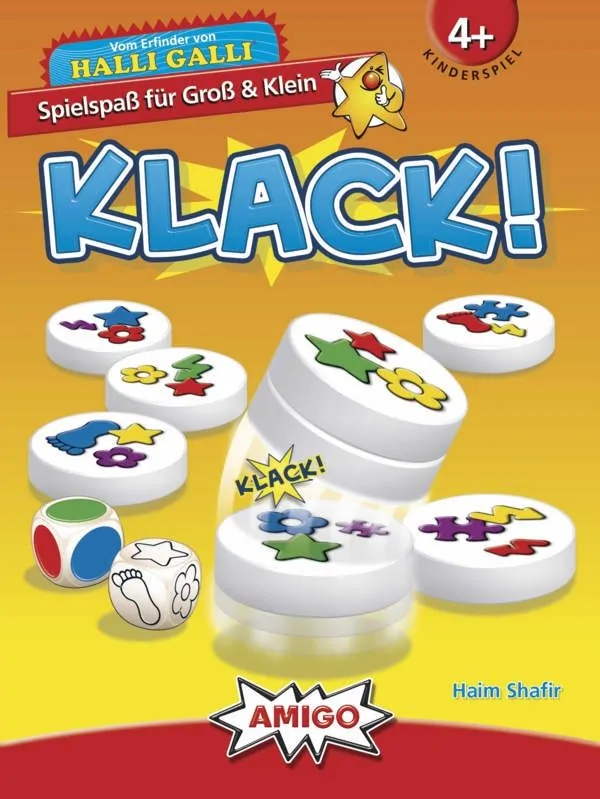 Vom Erfinder von
HALLI GALLI
Spielspaß für Groß & Klein
4+
KINDERSPIEL
KLACK!
KLACK!
Haim Shafir
AMIGO